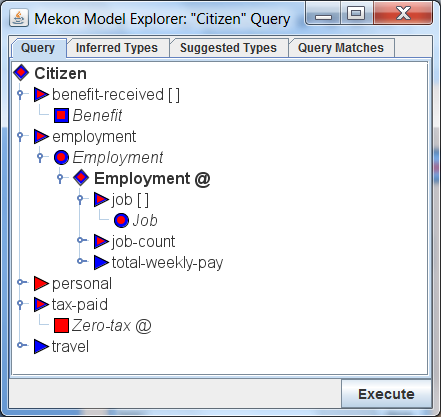 Mekon Model Explorer: "Citizen" Query
Query Inferred Types Suggested Types Query Matches
Citizen
benefit-received [ ]
Benefit
employment
Employment
Employment @
job [ ]
Job
job-count
total-weekly-pay
personal
tax-paid
Zero-tax @
travel
Execute